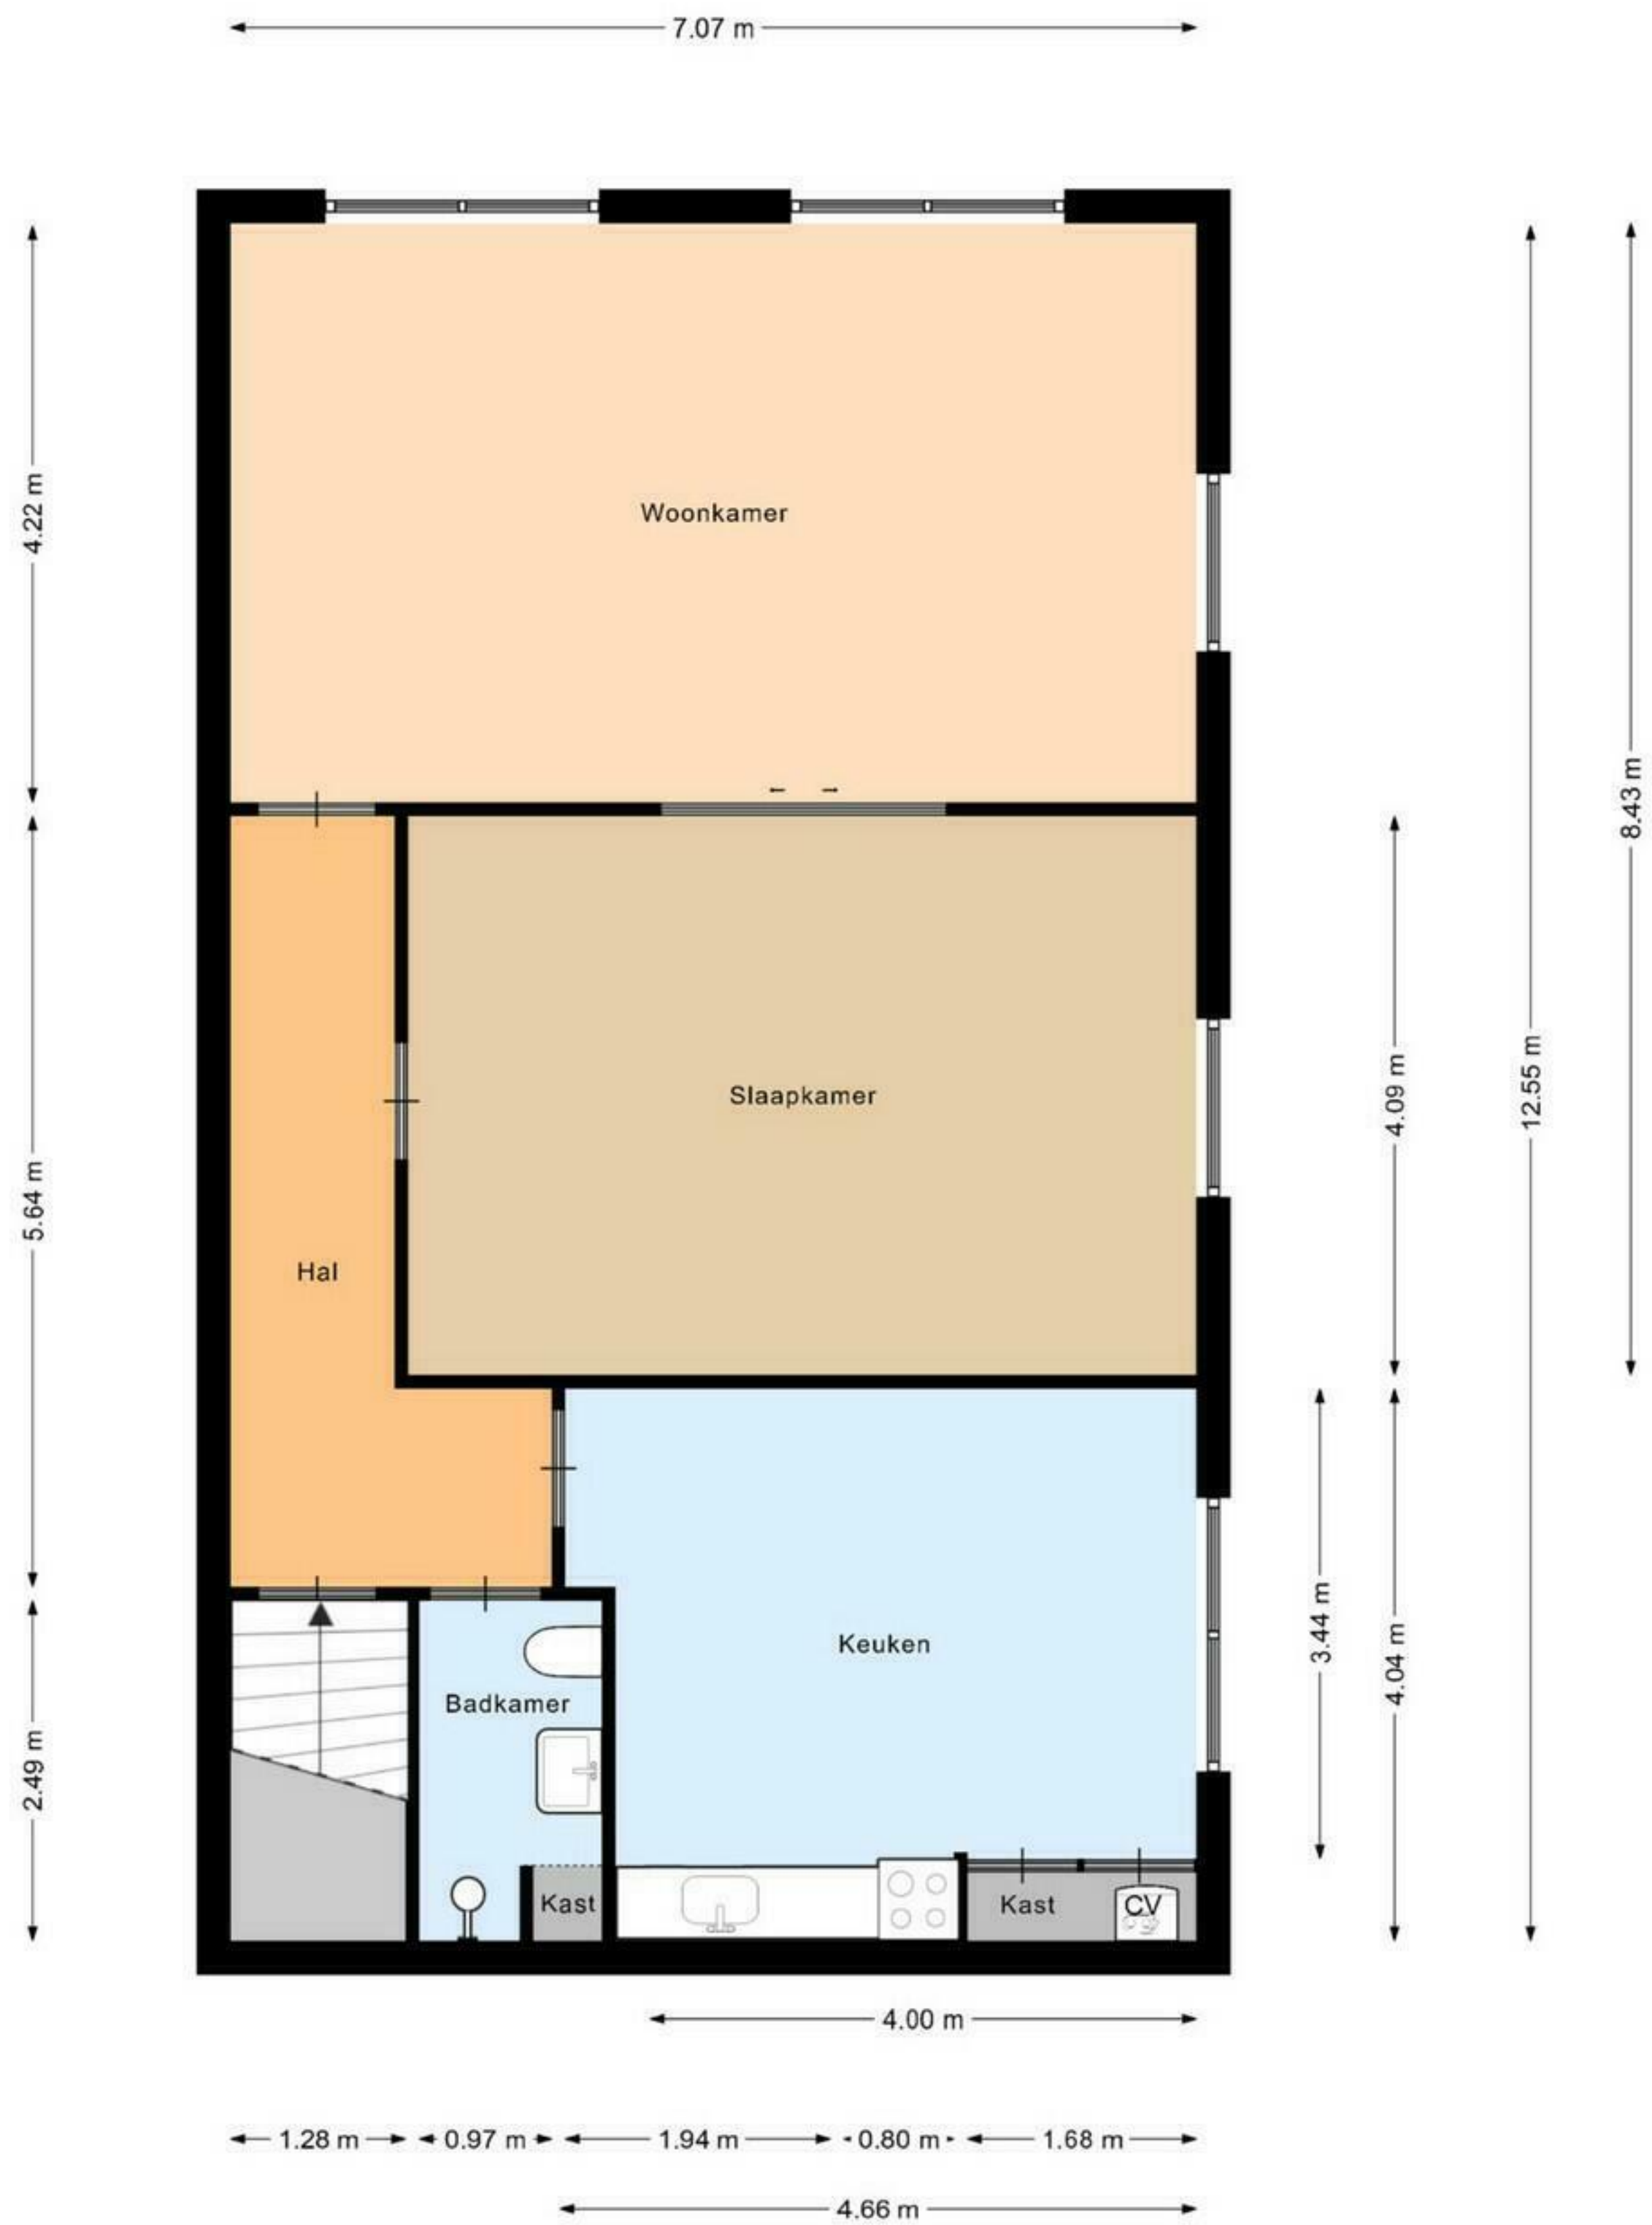 7.07 m
4.22 m
Woonkamer
8.43 m
12.55 m
4.09 m
Slaapkamer
5.64 m
Hal
3.44 m
4.04 m
Keuken
Badkamer
2.49 m
Kast
Kast
CV
4.00 m
1.28 m
0.97 m
1.94 m
0.80 m
1.68 m
4.66 m